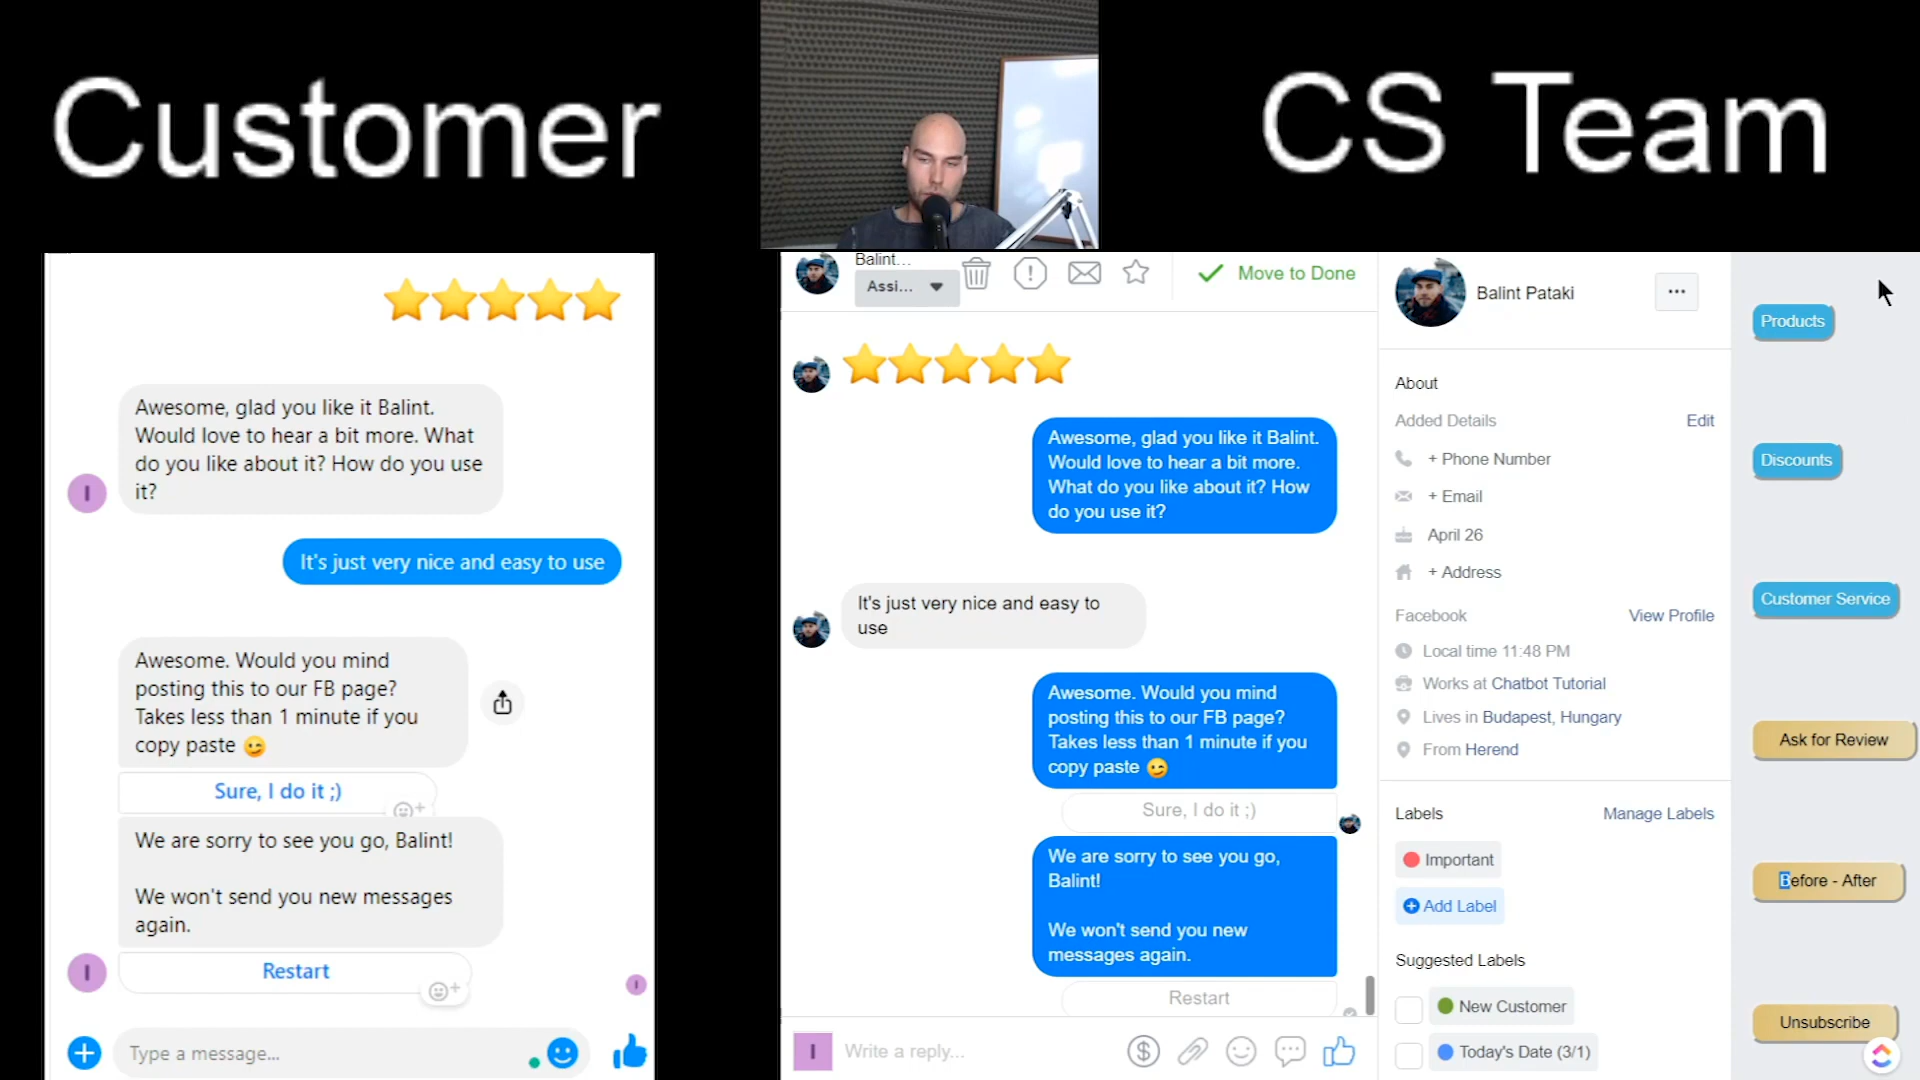 Customer
CS Team
Awesome, glad you like it Balint.
Would love to hear a bit more. What
do you like about it? How do you use
it?
I
It's just very nice and easy to use
Awesome. Would you mind
posting this to our FB page?
Takes less than 1 minute if you
copy paste 😉
Sure, I do it ;)
We are sorry to see you go, Balint!
We won't send you new messages
again.
I
Restart
I
Type a message...
Balint...
Assi...
Move to Done
Awesome, glad you like it Balint.
Would love to hear a bit more.
What do you like about it? How
do you use it?
It's just very nice and easy to
use
Awesome. Would you mind
posting this to our FB page?
Takes less than 1 minute if you
copy paste 😉
Sure, I do it ;)
We are sorry to see you go,
Balint!
We won't send you new
messages again.
Restart
I
Write a reply...
Balint Pataki
About
Added Details Edit
+ Phone Number
+ Email
April 26
+ Address
Facebook View Profile
Local time 11:48 PM
Works at Chatbot Tutorial
Lives in Budapest, Hungary
From Herend
Labels Manage Labels
Important
Add Label
Suggested Labels
New Customer
Today's Date (3/1)
Products
Discounts
Customer Service
Ask for Review
Before - After
Unsubscribe